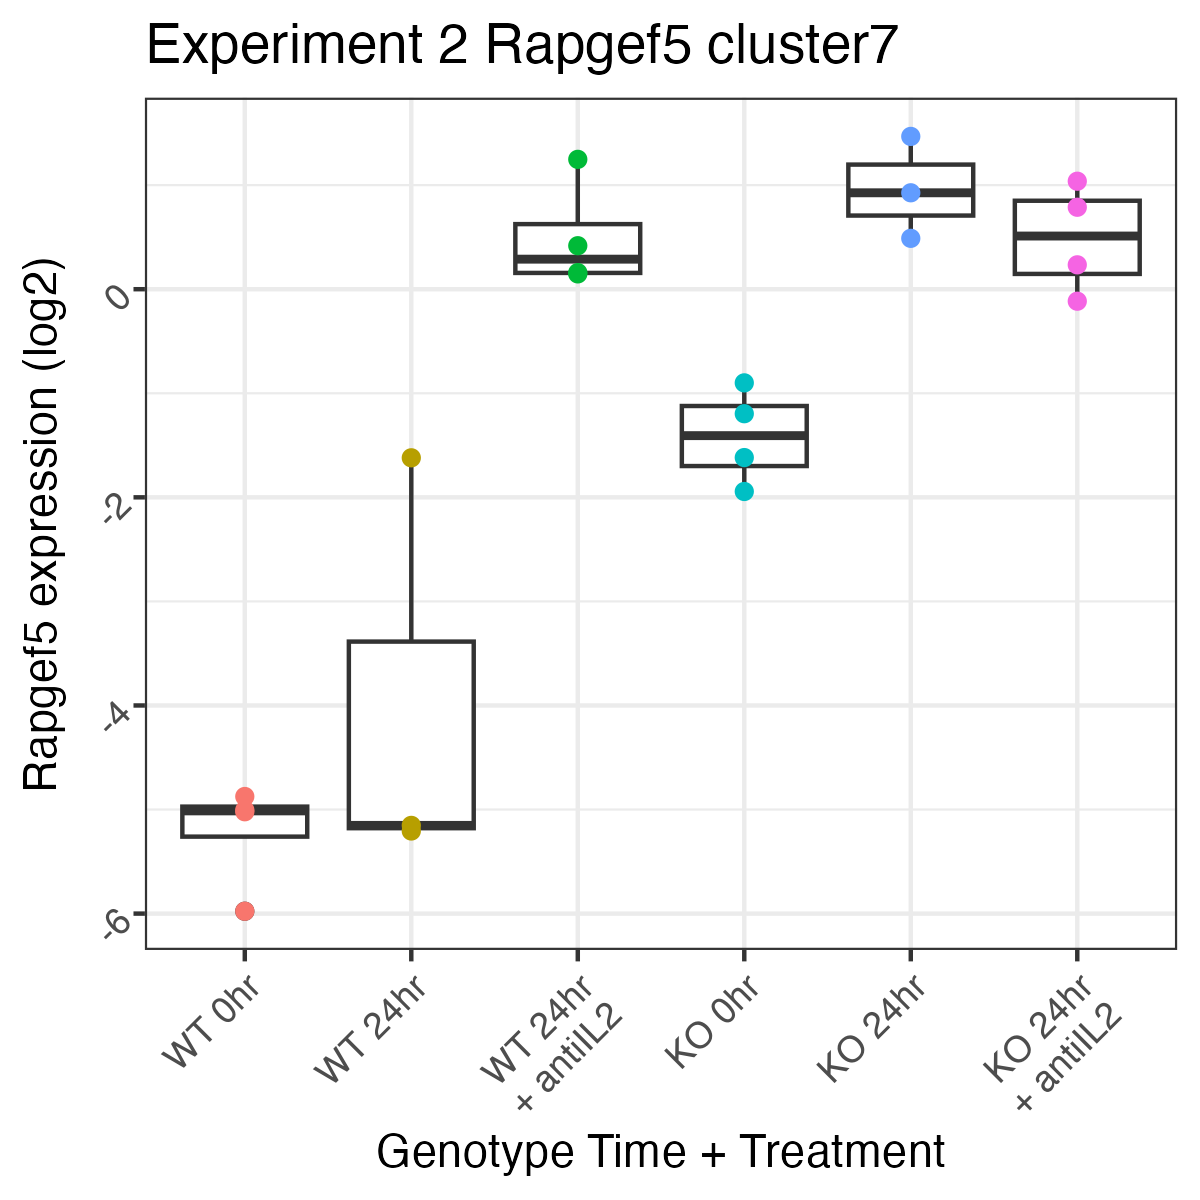 Experiment 2 Rapgef5 cluster7
Rapgef5 expression (log2)
0
-2
-4
-6
WT 0hr
WT 24hr
WT 24hr
+ antiIL2
KO 0hr
KO 24hr
KO 24hr
+ antiIL2
Genotype Time + Treatment